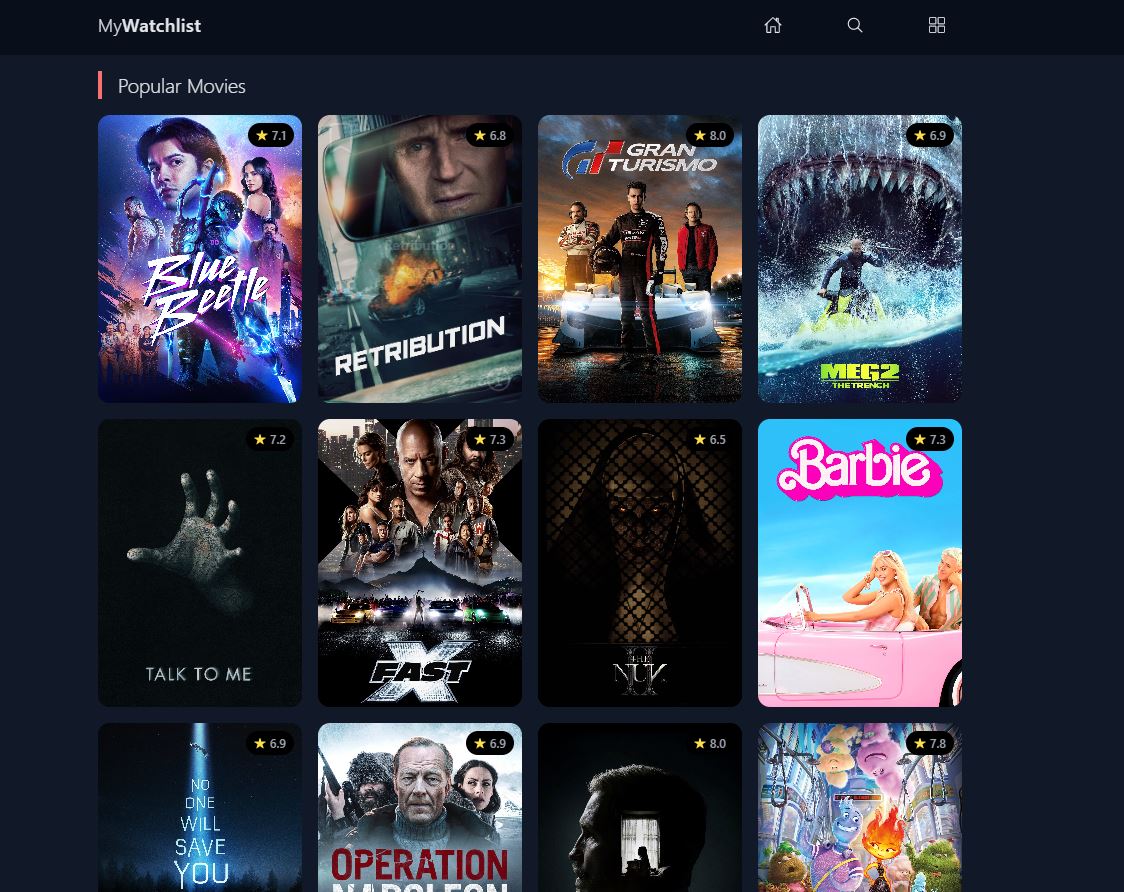 MyWatchlist
Popular Movies
7.1
Blue
Beetle
6.8
Retribution
RETRIBUTION
8.0
GRAN
TURISMO
6.9
MEG2
THE TRENCH
7.2
TALK TO ME
7.3
FAST
X
6.5
THE
NUN
II
7.3
Barbie
6.9
NO
ONE
WILL
SAVE
YOU
6.9
OPERATION
NAPOLEON
8.0
7.8